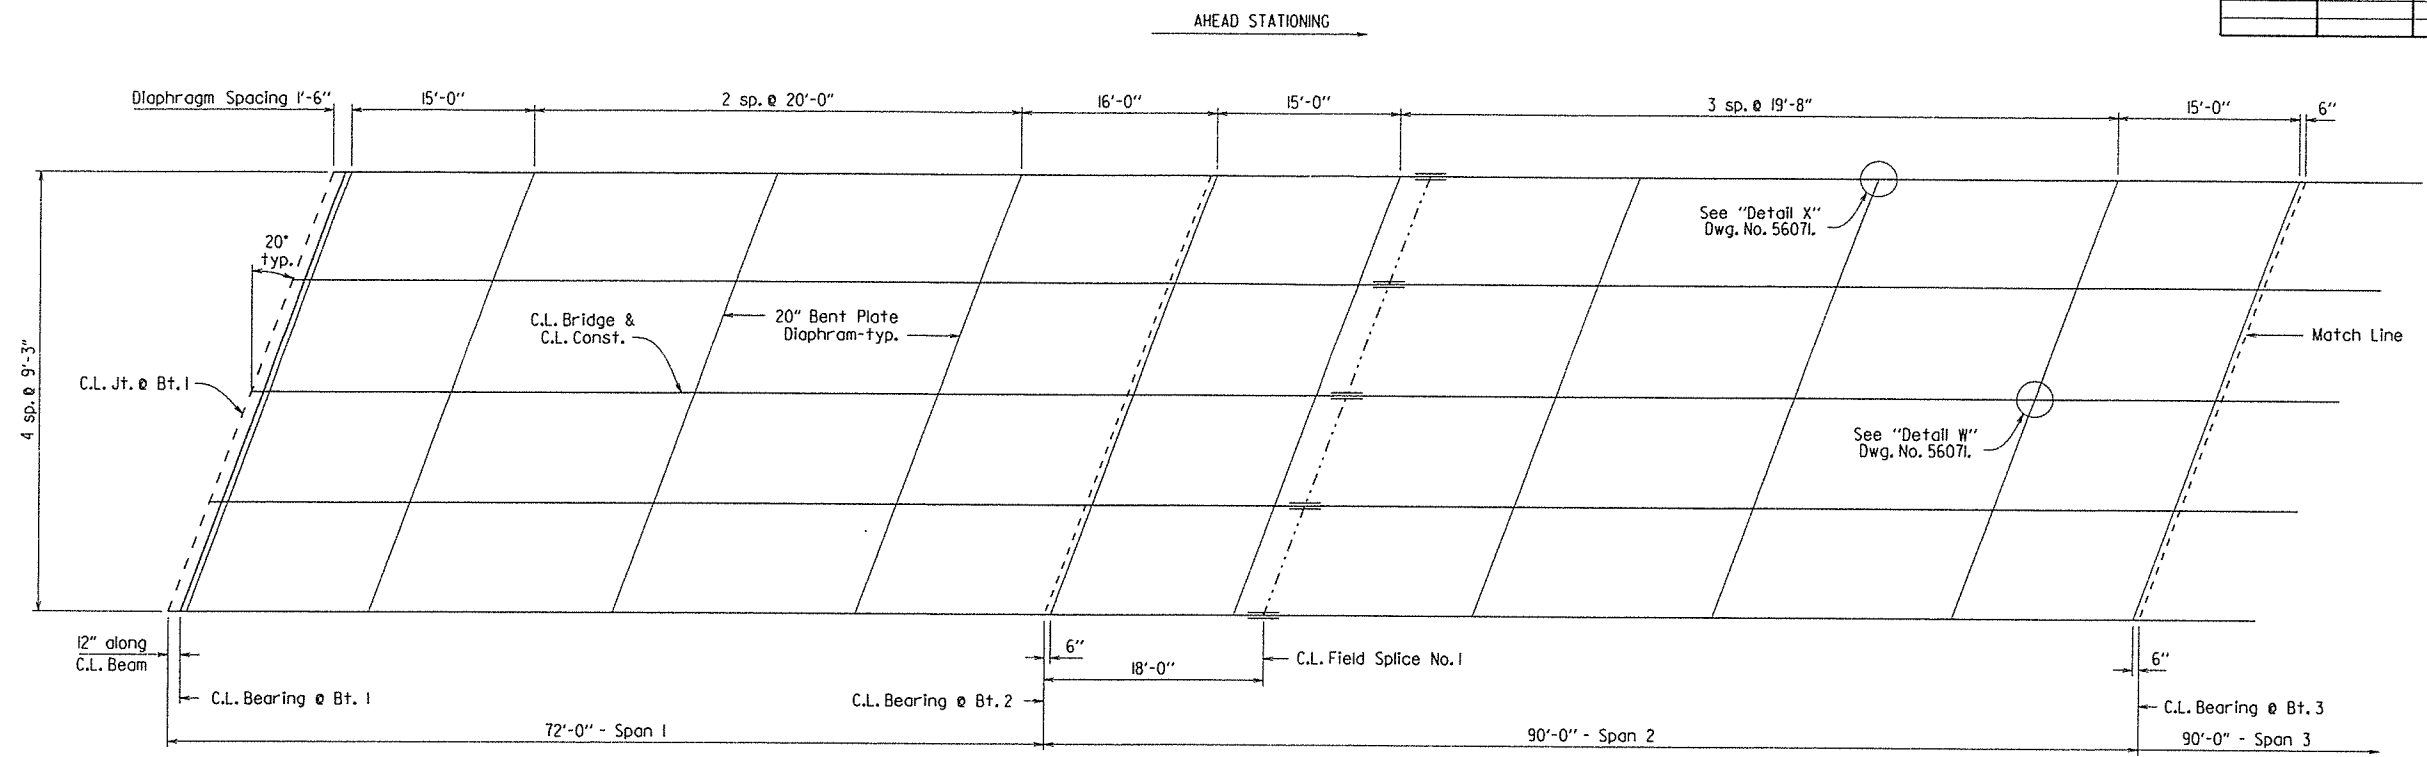 AHEAD STATIONING
Diaphragm Spacing 1'-6"
15'-0"
2 sp. @ 20'-0"
16'-0"
15'-0"
3 sp. @ 19'-8"
15'-0"
6"
20°
typ.
4 sp. @ 9'-3"
C.L. Jt. @ Bt. 1
C.L. Bridge &
C.L. Const.
20" Bent Plate
Diaphram-typ.
See "Detail X"
Dwg. No. 56071.
See "Detail W"
Dwg. No. 56071.
Match Line
12" along
C.L. Beam
C.L. Bearing @ Bt. 1
6"
18'-0"
C.L. Field Splice No. 1
C.L. Bearing @ Bt. 2
6"
C.L. Bearing @ Bt. 3
72'-0" - Span 1
90'-0" - Span 2
90'-0" - Span 3